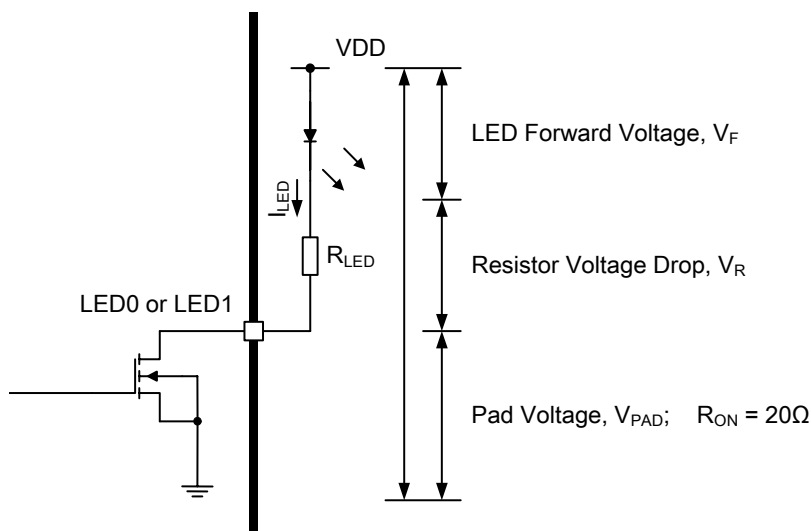 VDD
LED Forward Voltage, VF
ILED
RLED
Resistor Voltage Drop, VR
LED0 or LED1
Pad Voltage, VPAD; RON = 20Ω